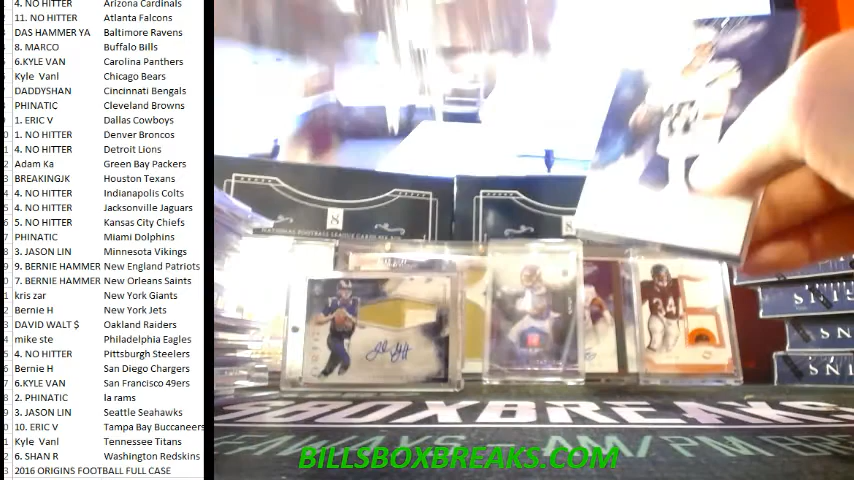 4. NO HITTER Arizona Cardinals
11. NO HITTER Atlanta Falcons
DAS HAMMER YA Baltimore Ravens
8. MARCO Buffalo Bills
6.KYLE VAN Carolina Panthers
Kyle Vanl Chicago Bears
DADDYSHAN Cincinnati Bengals
PHINATIC Cleveland Browns
1. ERIC V Dallas Cowboys
1. NO HITTER Denver Broncos
4. NO HITTER Detroit Lions
Adam Ka Green Bay Packers
BREAKINGJK Houston Texans
4. NO HITTER Indianapolis Colts
4. NO HITTER Jacksonville Jaguars
5. NO HITTER Kansas City Chiefs
PHINATIC Miami Dolphins
3. JASON LIN Minnesota Vikings
9. BERNIE HAMMER New England Patriots
7. BERNIE HAMMER New Orleans Saints
kris zar New York Giants
Bernie H New York Jets
DAVID WALT $ Oakland Raiders
mike ste Philadelphia Eagles
4. NO HITTER Pittsburgh Steelers
Bernie H San Diego Chargers
6.KYLE VAN San Francisco 49ers
2. PHINATIC la rams
3. JASON LIN Seattle Seahawks
10. ERIC V Tampa Bay Buccaneers
Kyle Vanl Tennessee Titans
6. SHAN R Washington Redskins
2016 ORIGINS FOOTBALL FULL CASE
34
BOXBREAKS
AM/PM
BILLSBOXBREAKS.COM